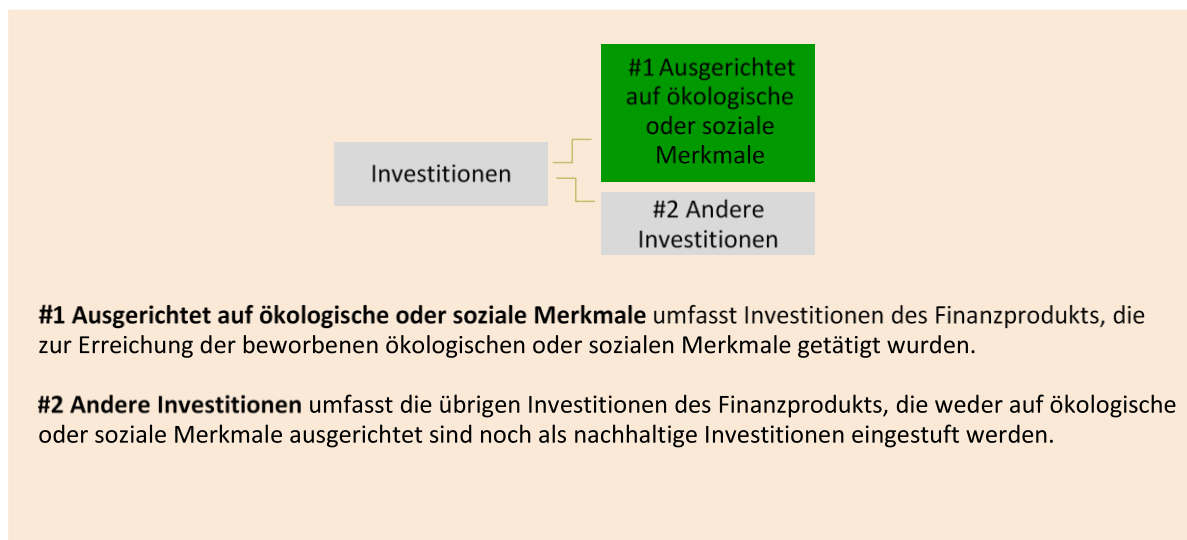 #1 Ausgerichtet
auf ökologische
oder soziale
Merkmale
Investitionen
#2 Andere
Investitionen
#1 Ausgerichtet auf ökologische oder soziale Merkmale umfasst Investitionen des Finanzprodukts, die
zur Erreichung der beworbenen ökologischen oder sozialen Merkmale getätigt wurden.
#2 Andere Investitionen umfasst die übrigen Investitionen des Finanzprodukts, die weder auf ökologische
oder soziale Merkmale ausgerichtet sind noch als nachhaltige Investitionen eingestuft werden.